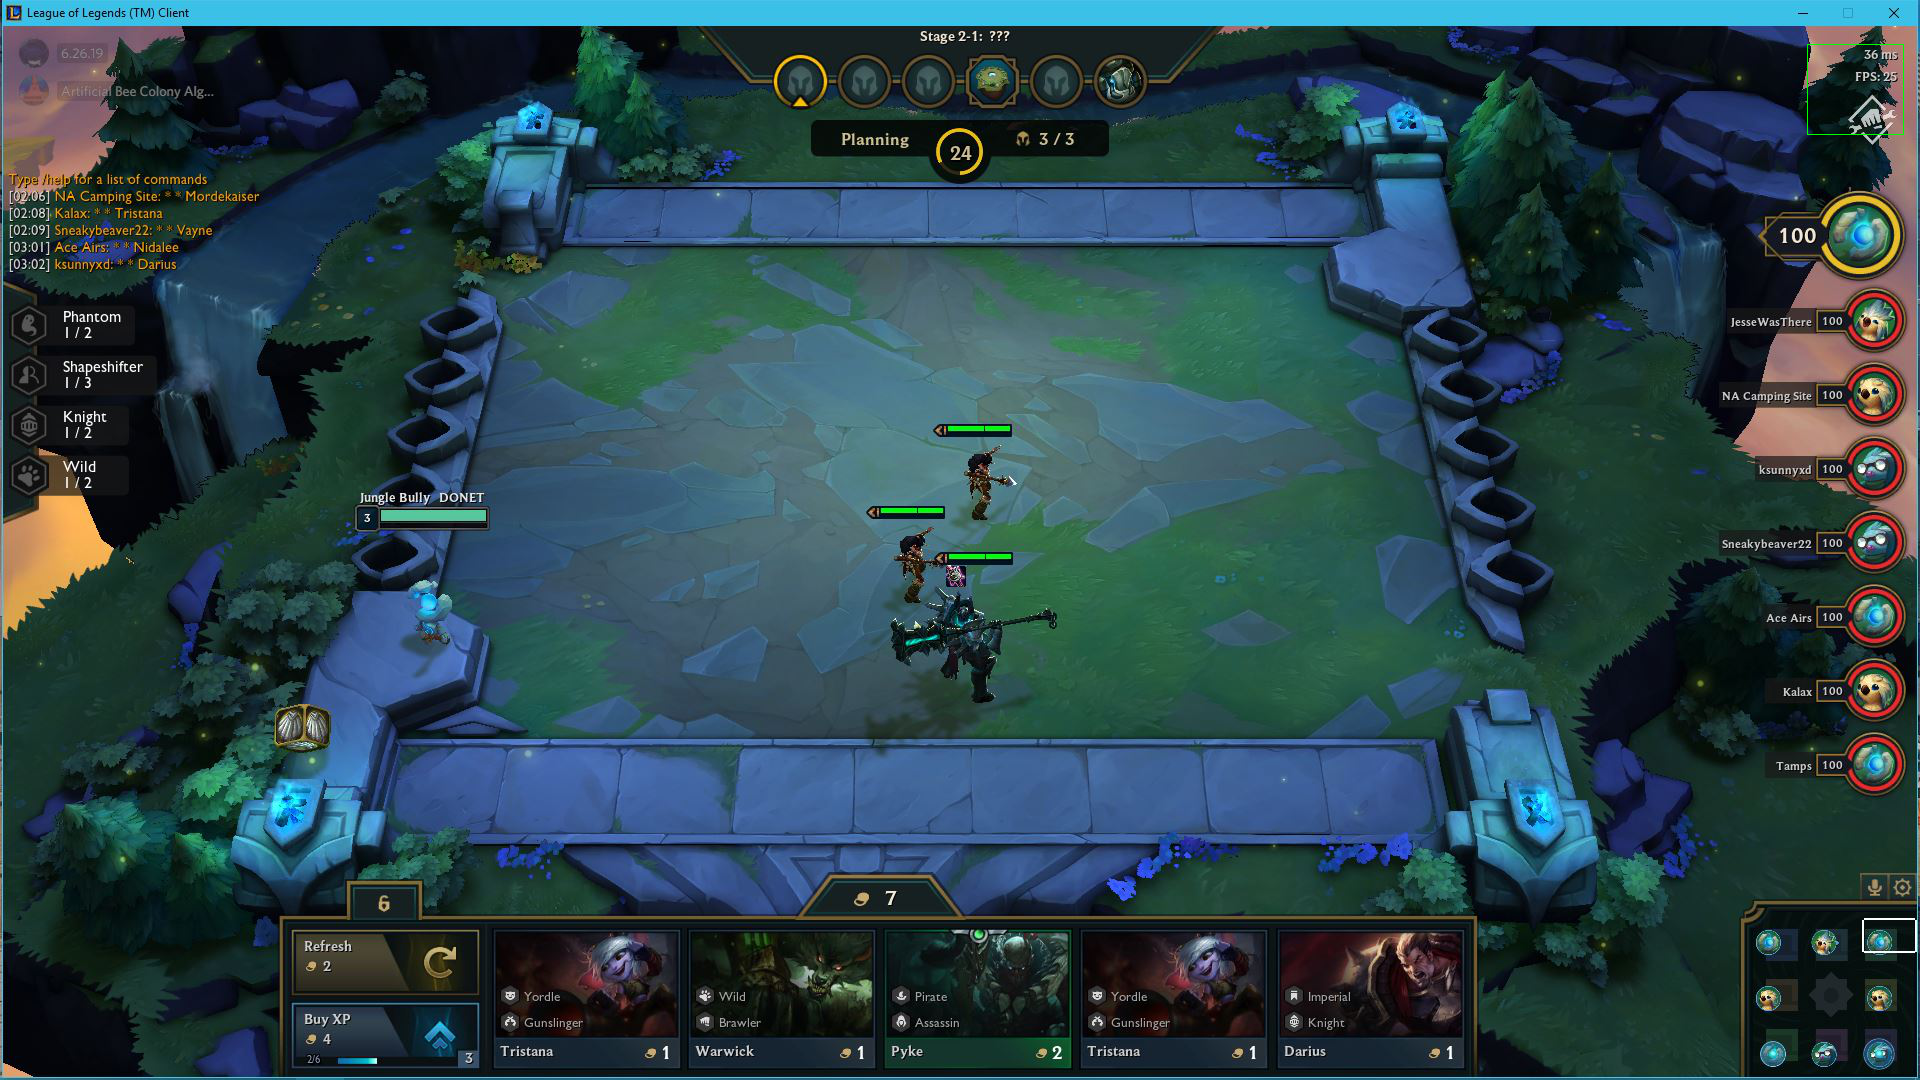 League of Legends (TM) Client
Stage 2-1: ???
6.26.19
Artificial Bee Colony Alg...
36 ms
FPS: 25
Planning
24
3 / 3
Type /help for a list of commands
[02:06] NA Camping Site: * * Mordekaiser
[02:08] Kalax: * * Tristana
[02:09] Sneakybeaver22: * * Vayne
[03:01] Ace Airs: * * Nidalee
[03:02] ksunnyxd: * * Darius
100
Phantom
1 / 2
Shapeshifter
1 / 3
Knight
1 / 2
Wild
1 / 2
JesseWasThere 100
NA Camping Site 100
ksunnyxd 100
Sneakybeaver22 100
Ace Airs 100
Kalax 100
Tamps 100
Jungle Bully DONET
3
6
7
Refresh
2
Buy XP
4
2/6
3
Yordle
Gunslinger
Tristana 1
Wild
Brawler
Warwick 1
Pirate
Assassin
Pyke 2
Yordle
Gunslinger
Tristana 1
Imperial
Knight
Darius 1